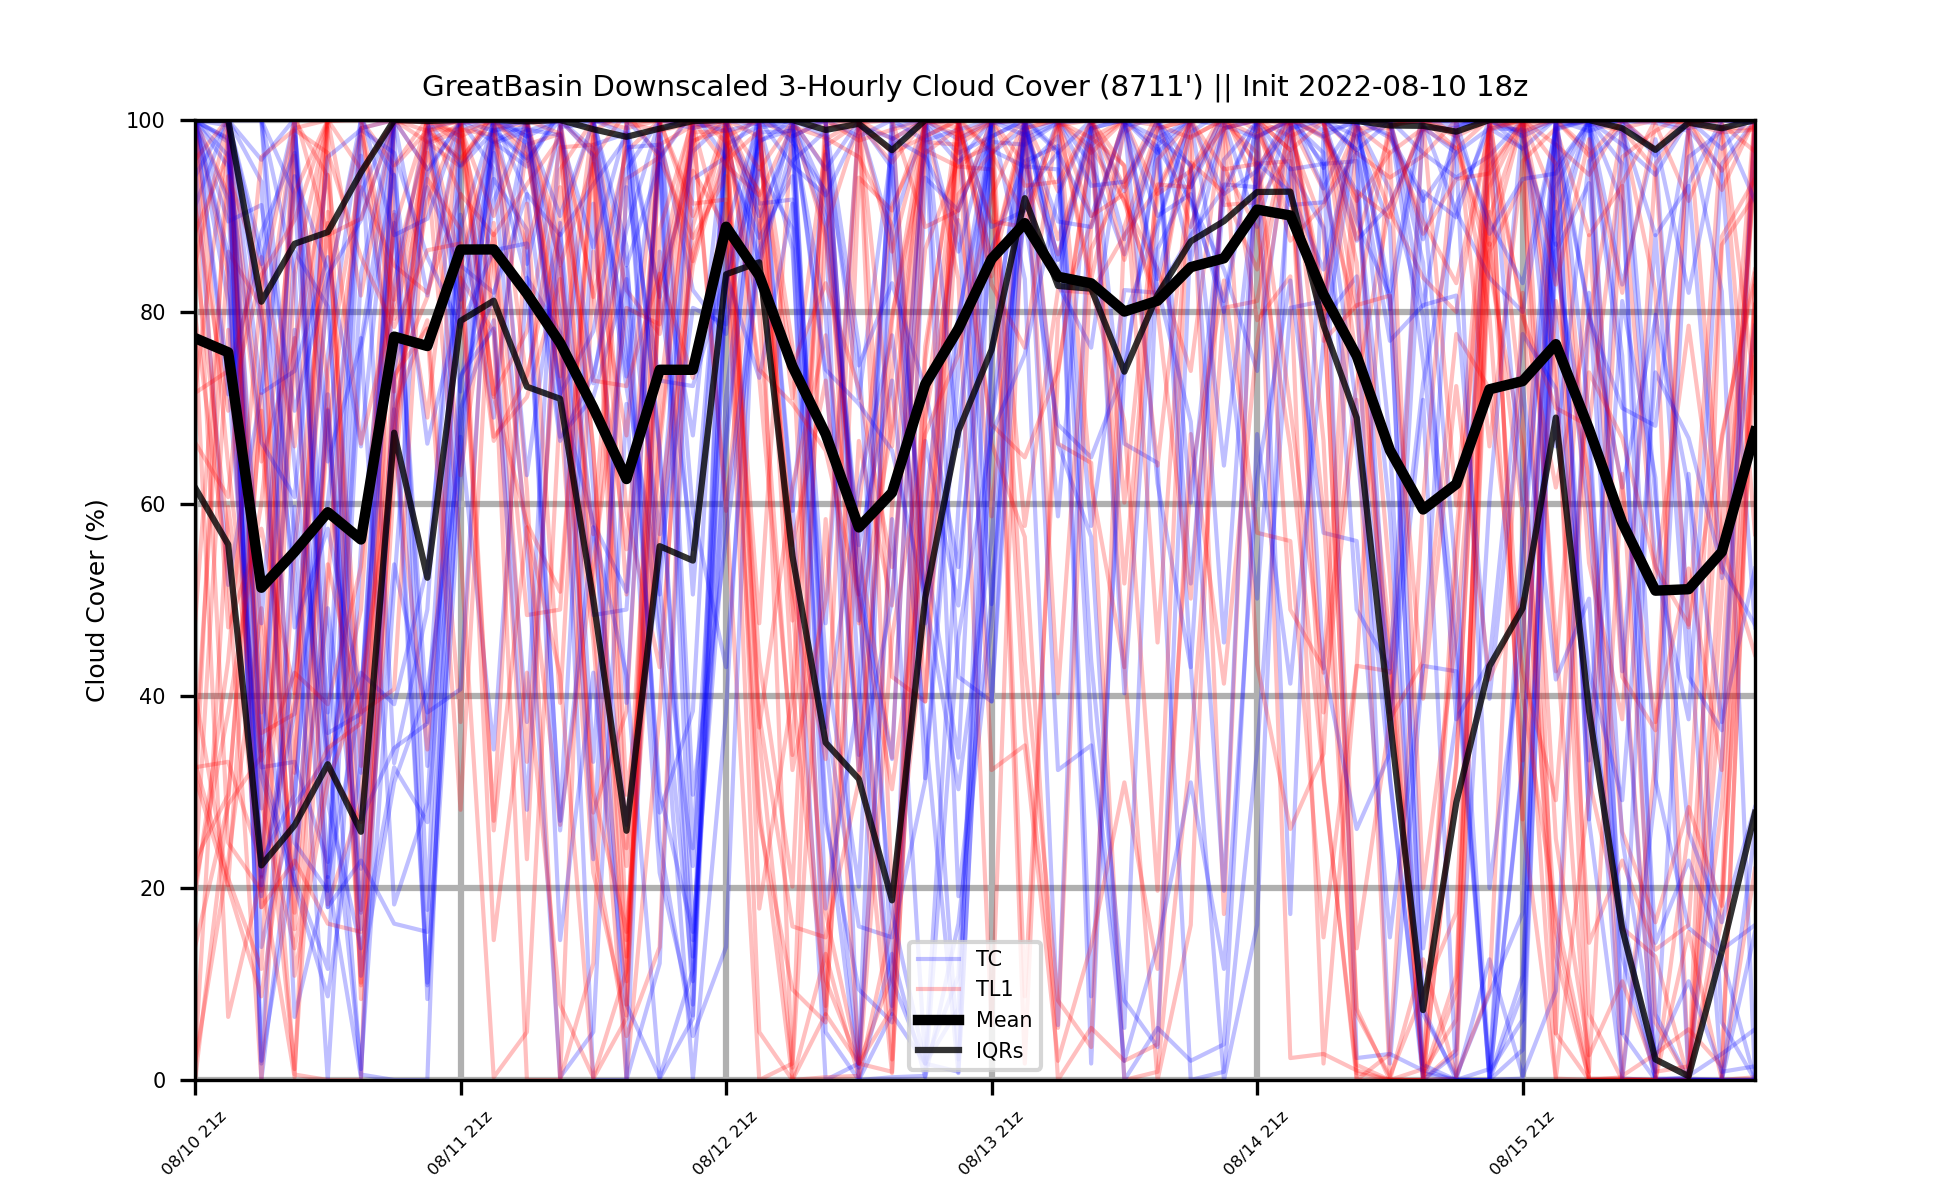 GreatBasin Downscaled 3-Hourly Cloud Cover (8711') || Init 2022-08-10 18z
100
80
60
40
20
0
Cloud Cover (%)
TC
TL1
Mean
IQRs
08/10 21z
08/11 21z
08/12 21z
08/13 21z
08/14 21z
08/15 21z